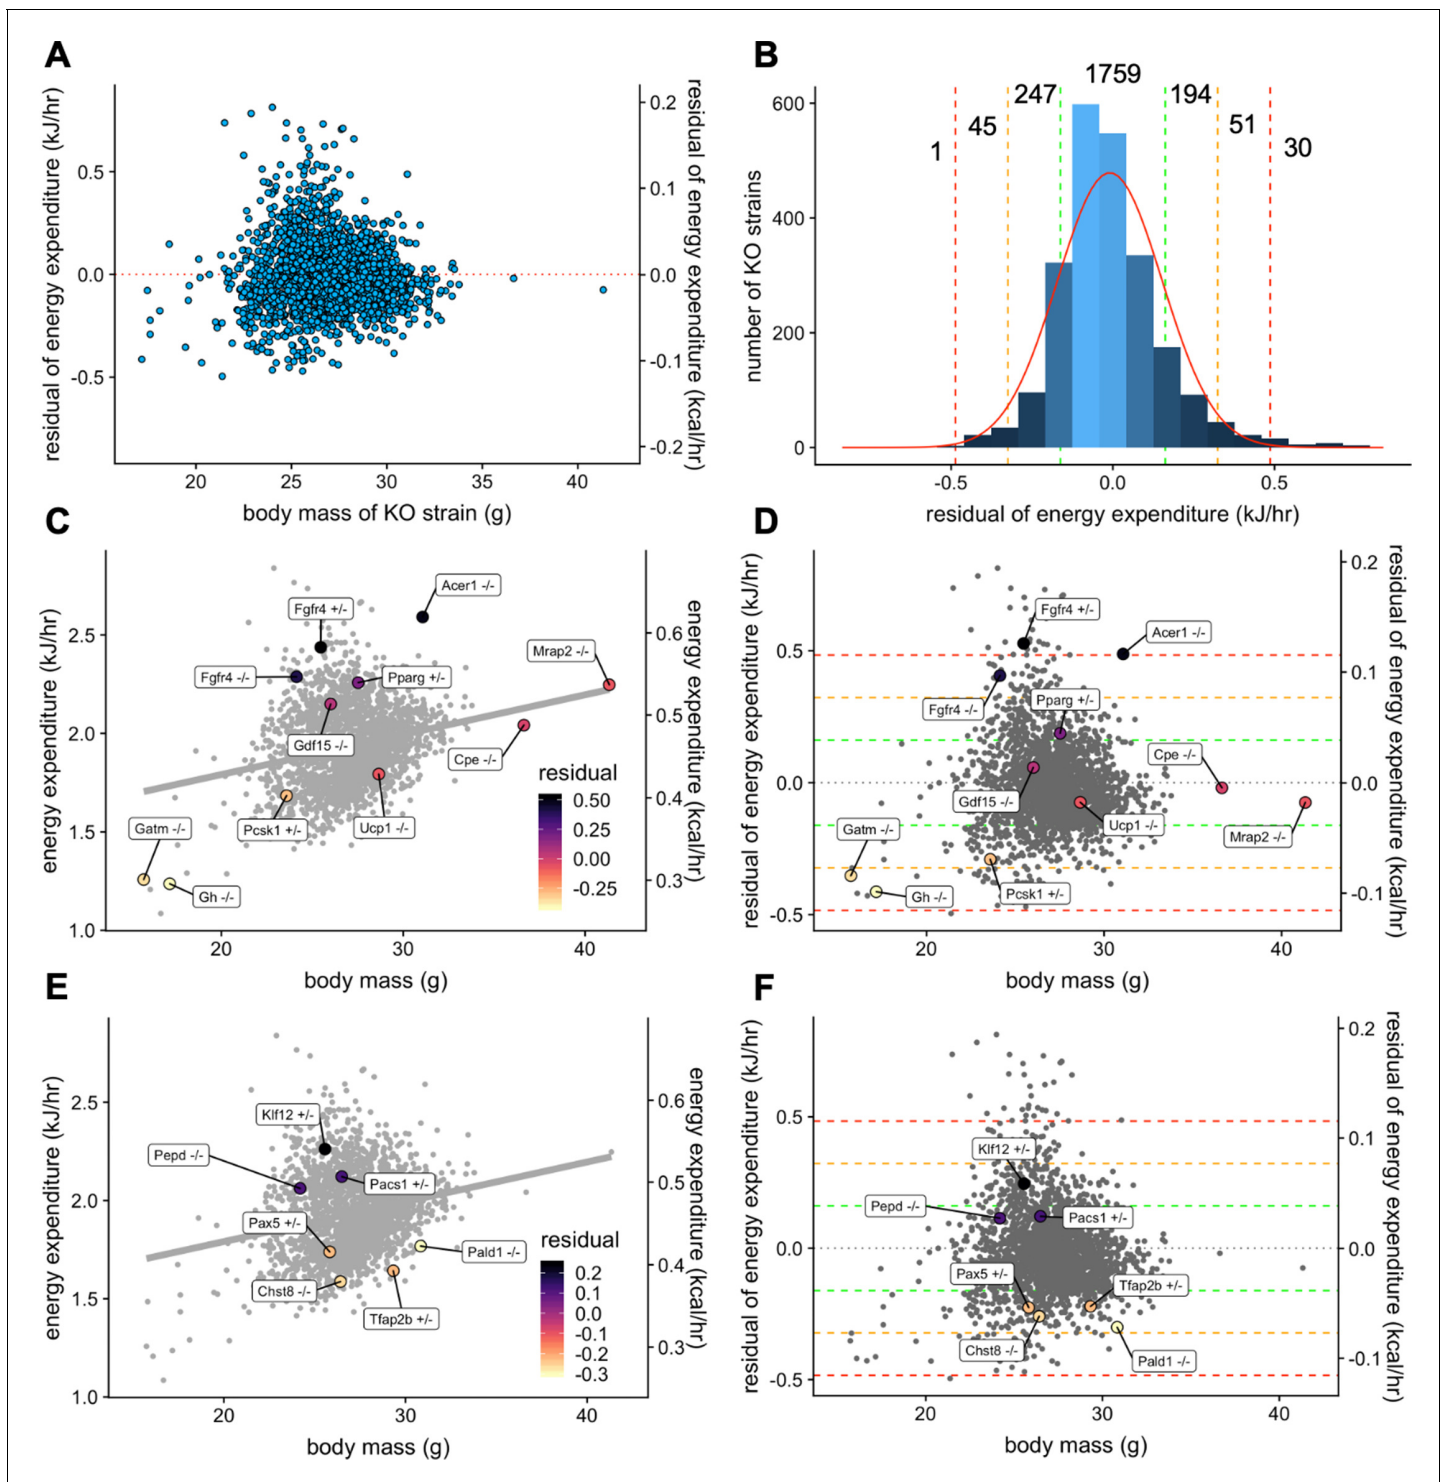 A
residual of energy expenditure (kJ/hr)
0.5
0.0
-0.5
0.2
0.1
0.0
-0.1
-0.2
residual of energy expenditure (kcal/hr)
20
25
30
35
40
body mass of KO strain (g)
B
number of KO strains
600
400
200
0
1
45
247
1759
194
51
30
-0.5
0.0
0.5
residual of energy expenditure (kJ/hr)
C
energy expenditure (kJ/hr)
2.5
2.0
1.5
1.0
Acer1 -/-
Fgfr4 +/-
Mrap2 -/-
Fgfr4 -/-
Pparg +/-
Gdf15 -/-
Cpe -/-
Gatm -/-
Pcsk1 +/-
Ucp1 -/-
Gh -/-
residual
0.50
0.25
0.00
-0.25
0.6
0.5
0.4
0.3
energy expenditure (kcal/hr)
20
30
40
body mass (g)
D
residual of energy expenditure (kJ/hr)
0.5
0.0
-0.5
Fgfr4 +/-
Acer1 -/-
Fgfr4 -/-
Pparg +/-
Cpe -/-
Gdf15 -/-
Gatm -/-
Ucp1 -/-
Mrap2 -/-
Gh -/-
Pcsk1 +/-
0.2
0.1
0.0
-0.1
residual of energy expenditure (kcal/hr)
20
30
40
body mass (g)
E
energy expenditure (kJ/hr)
2.5
2.0
1.5
1.0
Klf12 +/-
Pepd -/-
Pacs1 +/-
Pax5 +/-
Pald1 -/-
Chst8 -/-
Tfap2b +/-
residual
0.2
0.1
0.0
-0.1
-0.2
-0.3
0.6
0.5
0.4
0.3
energy expenditure (kcal/hr)
20
30
40
body mass (g)
F
residual of energy expenditure (kJ/hr)
0.5
0.0
-0.5
Klf12 +/-
Pepd -/-
Pacs1 +/-
Pax5 +/-
Tfap2b +/-
Chst8 -/-
Pald1 -/-
0.2
0.1
0.0
-0.1
residual of energy expenditure (kcal/hr)
20
30
40
body mass (g)